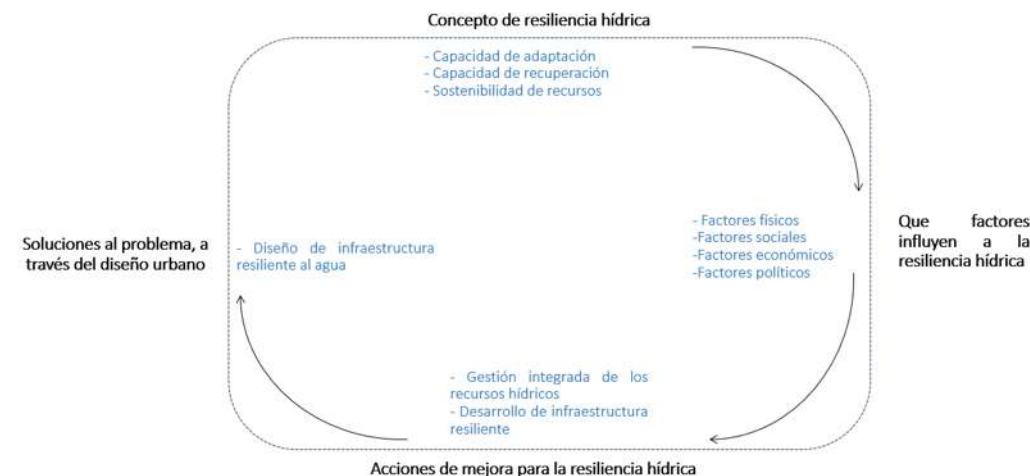 Concepto de resiliencia hídrica
- Capacidad de adaptación
- Capacidad de recuperación
- Sostenibilidad de recursos
- Factores físicos
-Factores sociales
-Factores económicos
-Factores políticos
Que factores
influyen a la
resiliencia hídrica
Soluciones al problema, a
través del diseño urbano
- Diseño de infraestructura
resiliente al agua
- Gestión integrada de los
recursos hídricos
- Desarrollo de infraestructura
resiliente
Acciones de mejora para la resiliencia hídrica